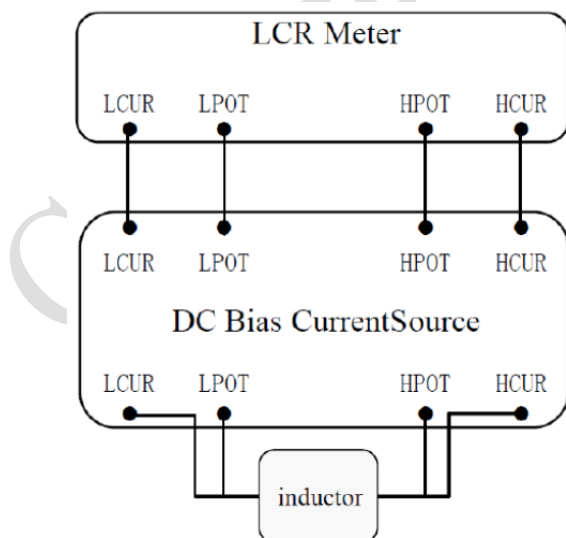 LCR Meter
LCUR LPOT HPOT HCUR
LCUR LPOT HPOT HCUR
DC Bias CurrentSource
LCUR LPOT HPOT HCUR
inductor